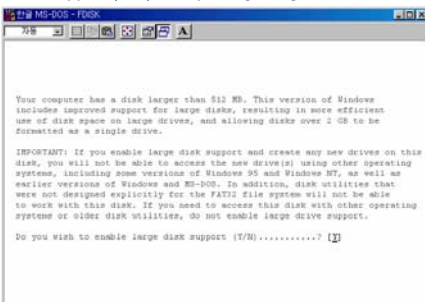 한글 MS-DOS - FDISK
자동
A
Your computer has a disk larger than 512 MB. This version of Windows
includes improved support for large disks, resulting in more efficient
use of disk space on large drives, and allowing disks over 2 GB to be
formatted as a single drive.
IMPORTANT: If you enable large disk support and create any new drives on this
disk, you will not be able to access the new drive(s) using other operating
systems, including some versions of Windows 95 and Windows NT, as well as
earlier versions of Windows and MS-DOS. In addition, disk utilities that
were not designed explicitly for the FAT32 file system will not be able
to work with this disk. If you need to access this disk with other operating
systems or older disk utilities, do not enable large drive support.
Do you wish to enable large disk support (Y/N)...........? [Y]